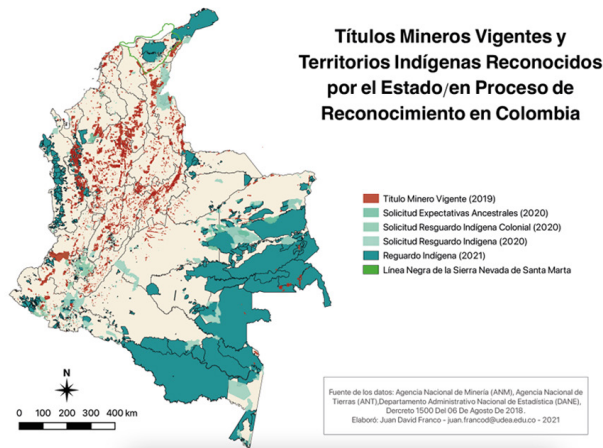 Títulos Mineros Vigentes y
Territorios Indígenas Reconocidos
por el Estado/en Proceso de
Reconocimiento en Colombia
Titulo Minero Vigente (2019)
Solicitud Expectativas Ancestrales (2020)
Solicitud Resguardo Indígena Colonial (2020)
Solicitud Resguardo Indigena (2020)
Reguardo Indígena (2021)
Línea Negra de la Sierra Nevada de Santa Marta
N
0 100 200 300 400 km
Fuente de los datos: Agencia Nacional de Minería (ANM), Agencia Nacional de
Tierras (ANT),Departamento Administrativo Nacional de Estadística (DANE),
Dercreto 1500 Del 06 De Agosto De 2018.
Elaboró: Juan David Franco - juan.francod@udea.edu.co - 2021